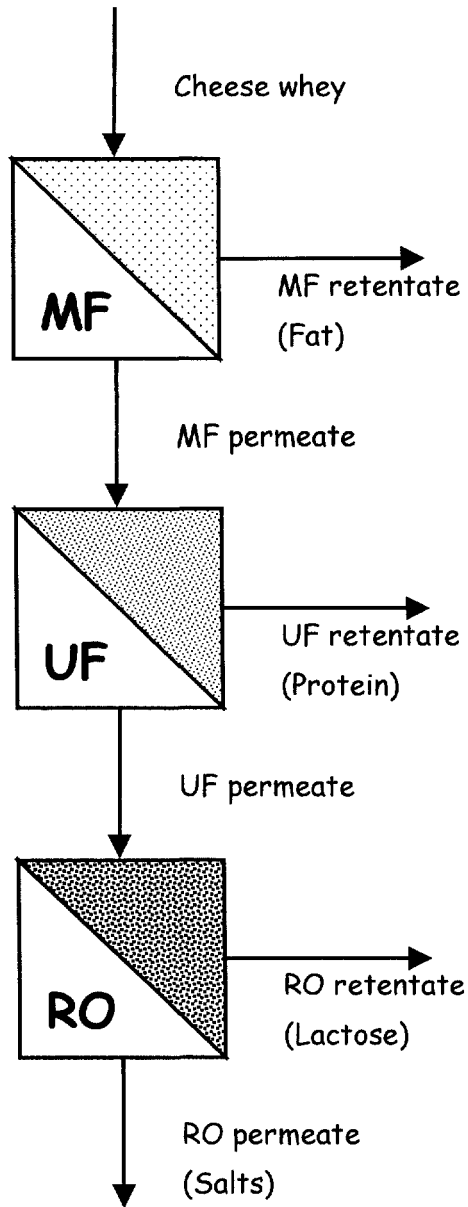 Cheese whey
MF
MF retentate
(Fat)
MF permeate
UF
UF retentate
(Protein)
UF permeate
RO
RO retentate
(Lactose)
RO permeate
(Salts)